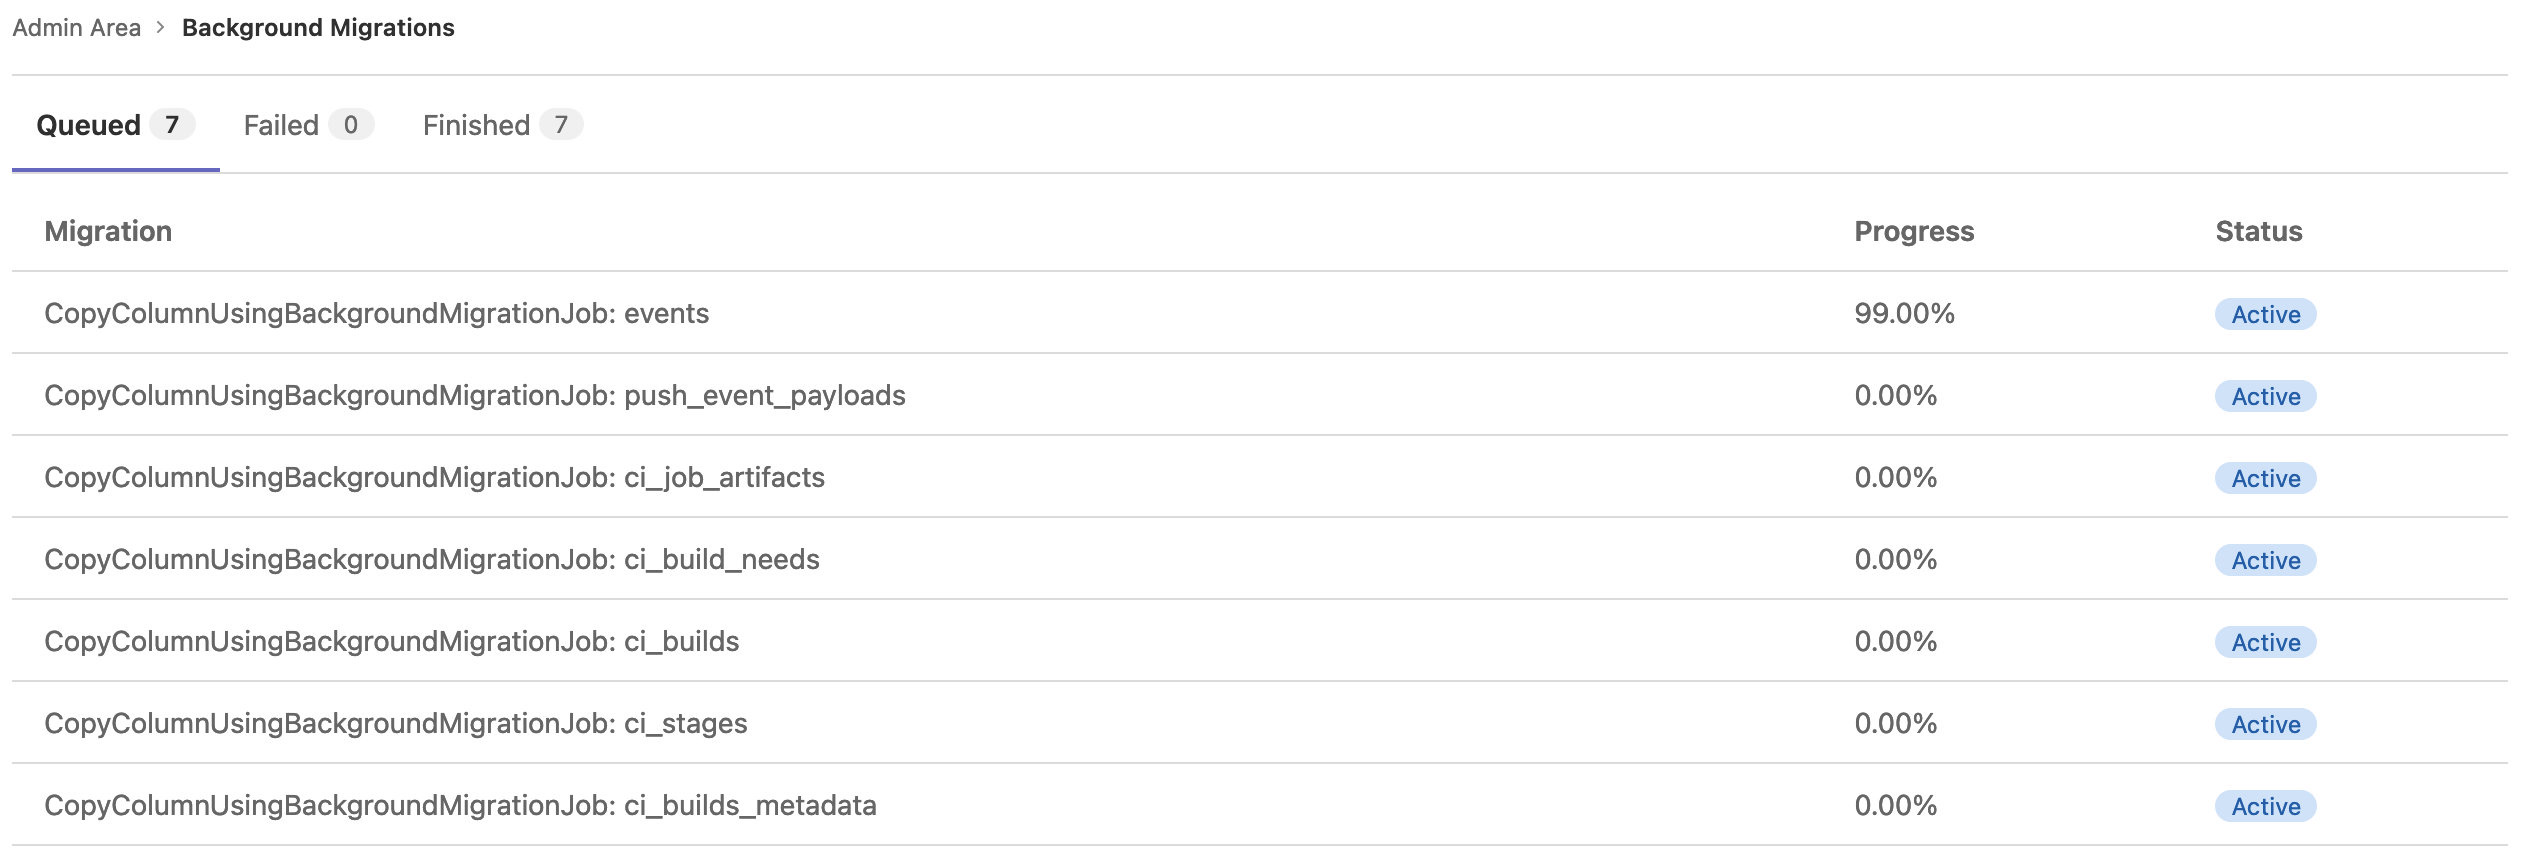 Admin Area > Background Migrations
Queued 7 Failed 0 Finished 7
Migration Progress Status
CopyColumnUsingBackgroundMigrationJob: events 99.00% Active
CopyColumnUsingBackgroundMigrationJob: push_event_payloads 0.00% Active
CopyColumnUsingBackgroundMigrationJob: ci_job_artifacts 0.00% Active
CopyColumnUsingBackgroundMigrationJob: ci_build_needs 0.00% Active
CopyColumnUsingBackgroundMigrationJob: ci_builds 0.00% Active
CopyColumnUsingBackgroundMigrationJob: ci_stages 0.00% Active
CopyColumnUsingBackgroundMigrationJob: ci_builds_metadata 0.00% Active